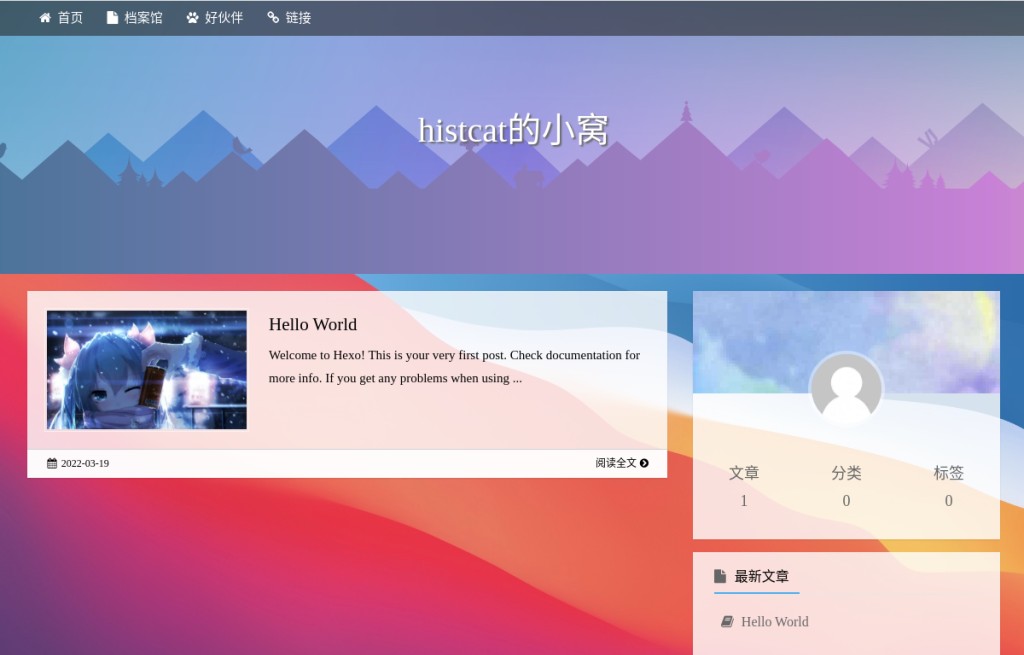 首页 档案馆 好伙伴 链接
histcat的小窝
Hello World
Welcome to Hexo! This is your very first post. Check documentation for
more info. If you get any problems when using ...
2022-03-19 阅读全文
文章 分类 标签
1 0 0
最新文章
Hello World